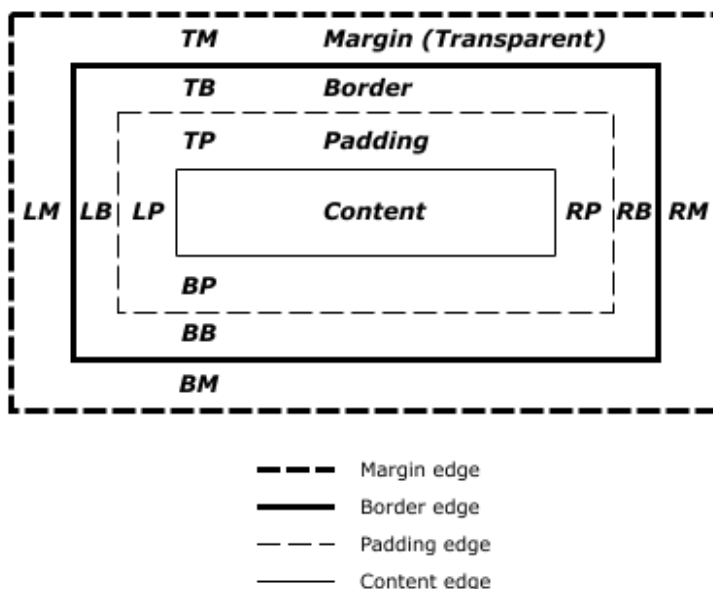 TM Margin (Transparent)
TB Border
TP Padding
LM LB LP Content RP RB RM
BP
BB
BM
Margin edge
Border edge
Padding edge
Content edge